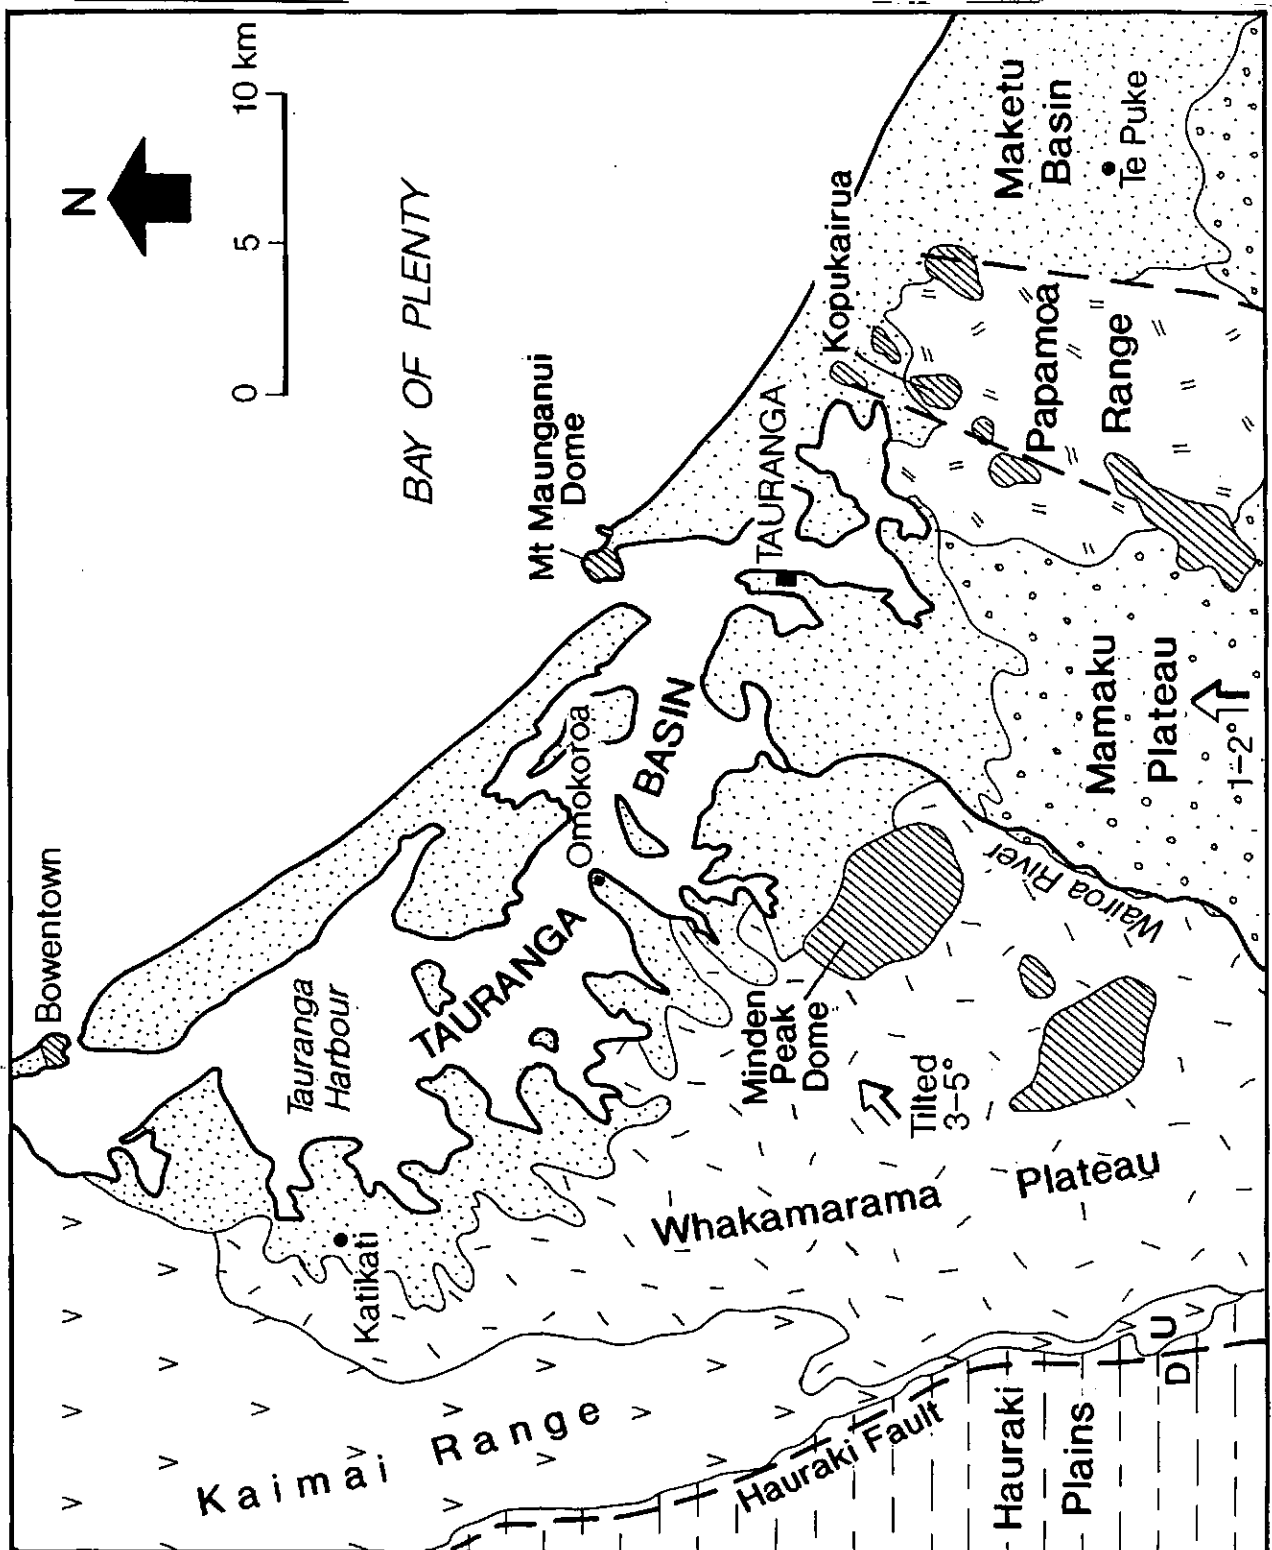 N
0 5 10 km
BAY OF PLENTY
Bowentown
Tauranga
Harbour
Katikati
TAURANGA
BASIN
Omokoroa
Mt Maunganui
Dome
TAURANGA
Kopukairua
Maketu
Basin
Te Puke
Papamoa
Range
Mamaku
Plateau
1–2°
Wairoa River
Minden
Peak
Dome
Tilted
3–5°
Whakamarama Plateau
Kaimai Range
Hauraki Fault
U
D
Hauraki
Plains